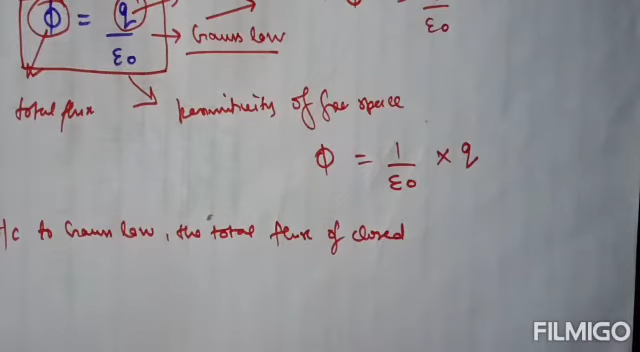 ϕ = q/ε0 → Gauss law
1/ε0
total flux
permittivity of free space
ϕ = 1/ε0 × q
A/c to Gauss law, the total flux of closed
FILMIGO